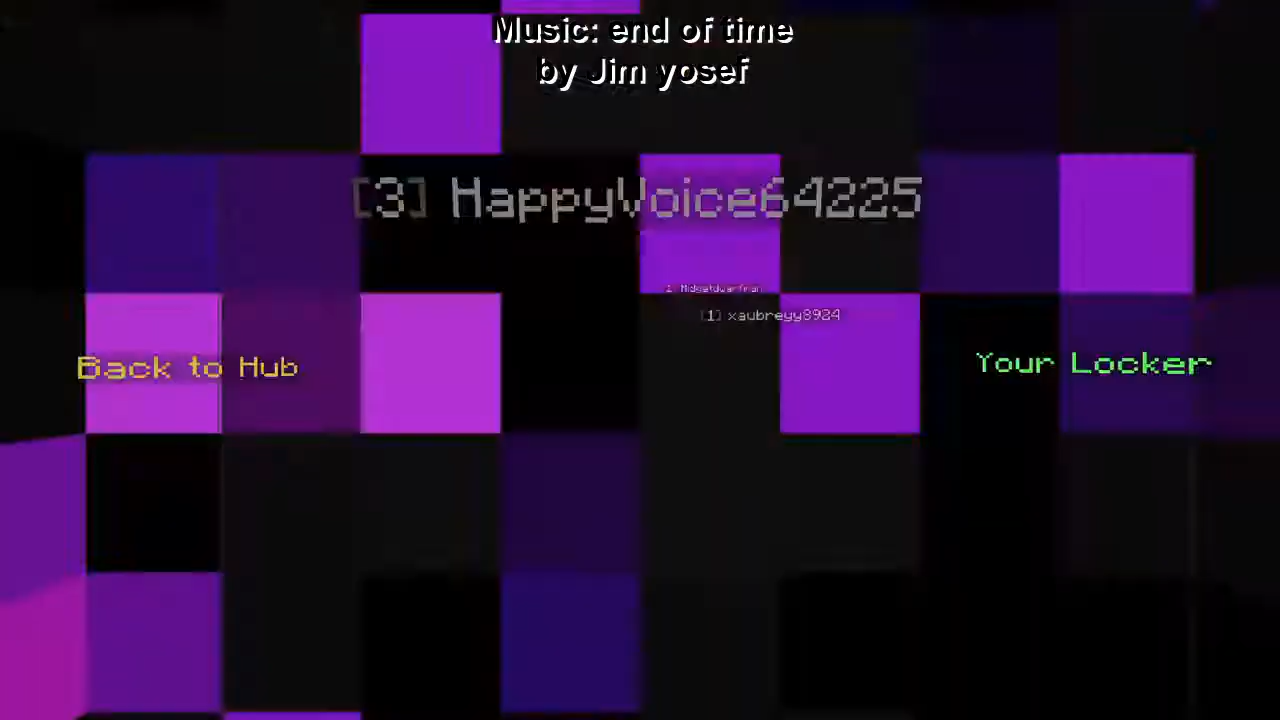 Music: end of time
by Jim yosef
[3] HappyVoice64225
[1] xaubreyy8924
Back to Hub
Your Locker